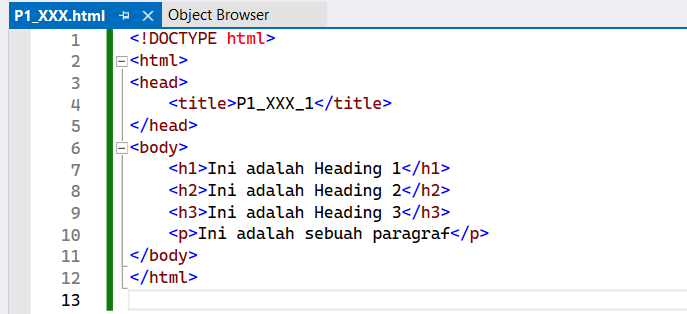 P1_XXX.html Object Browser
1 <!DOCTYPE html>
2 <html>
3 <head>
4 <title>P1_XXX_1</title>
5 </head>
6 <body>
7 <h1>Ini adalah Heading 1</h1>
8 <h2>Ini adalah Heading 2</h2>
9 <h3>Ini adalah Heading 3</h3>
10 <p>Ini adalah sebuah paragraf</p>
11 </body>
12 </html>
13